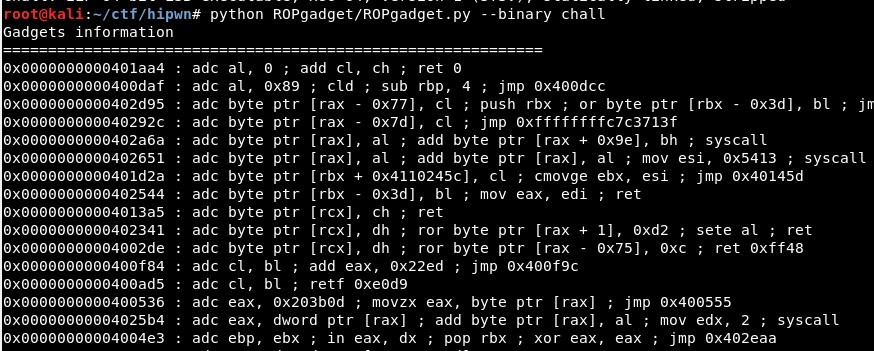 root@kali:~/ctf/hipwn# python ROPgadget/ROPgadget.py --binary chall
Gadgets information
============================================================
0x0000000000401aa4 : adc al, 0 ; add cl, ch ; ret 0
0x0000000000400daf : adc al, 0x89 ; cld ; sub rbp, 4 ; jmp 0x400dcc
0x0000000000402d95 : adc byte ptr [rax - 0x77], cl ; push rbx ; or byte ptr [rbx - 0x3d], bl ; jm
0x000000000040292c : adc byte ptr [rax - 0x7d], cl ; jmp 0xffffffffc7c3713f
0x0000000000402a6a : adc byte ptr [rax], al ; add byte ptr [rax + 0x9e], bh ; syscall
0x0000000000402651 : adc byte ptr [rax], al ; add byte ptr [rax], al ; mov esi, 0x5413 ; syscall
0x0000000000401d2a : adc byte ptr [rbx + 0x4110245c], cl ; cmovge ebx, esi ; jmp 0x40145d
0x0000000000402544 : adc byte ptr [rbx - 0x3d], bl ; mov eax, edi ; ret
0x00000000004013a5 : adc byte ptr [rcx], ch ; ret
0x0000000000402341 : adc byte ptr [rcx], dh ; ror byte ptr [rax + 1], 0xd2 ; sete al ; ret
0x00000000004002de : adc byte ptr [rcx], dh ; ror byte ptr [rax - 0x75], 0xc ; ret 0xff48
0x0000000000400f84 : adc cl, bl ; add eax, 0x22ed ; jmp 0x400f9c
0x0000000000400ad5 : adc cl, bl ; retf 0xe0d9
0x0000000000400536 : adc eax, 0x203b0d ; movzx eax, byte ptr [rax] ; jmp 0x400555
0x00000000004025b4 : adc eax, dword ptr [rax] ; add byte ptr [rax], al ; mov edx, 2 ; syscall
0x00000000004004e3 : adc ebp, ebx ; in eax, dx ; pop rbx ; xor eax, eax ; jmp 0x402eaa